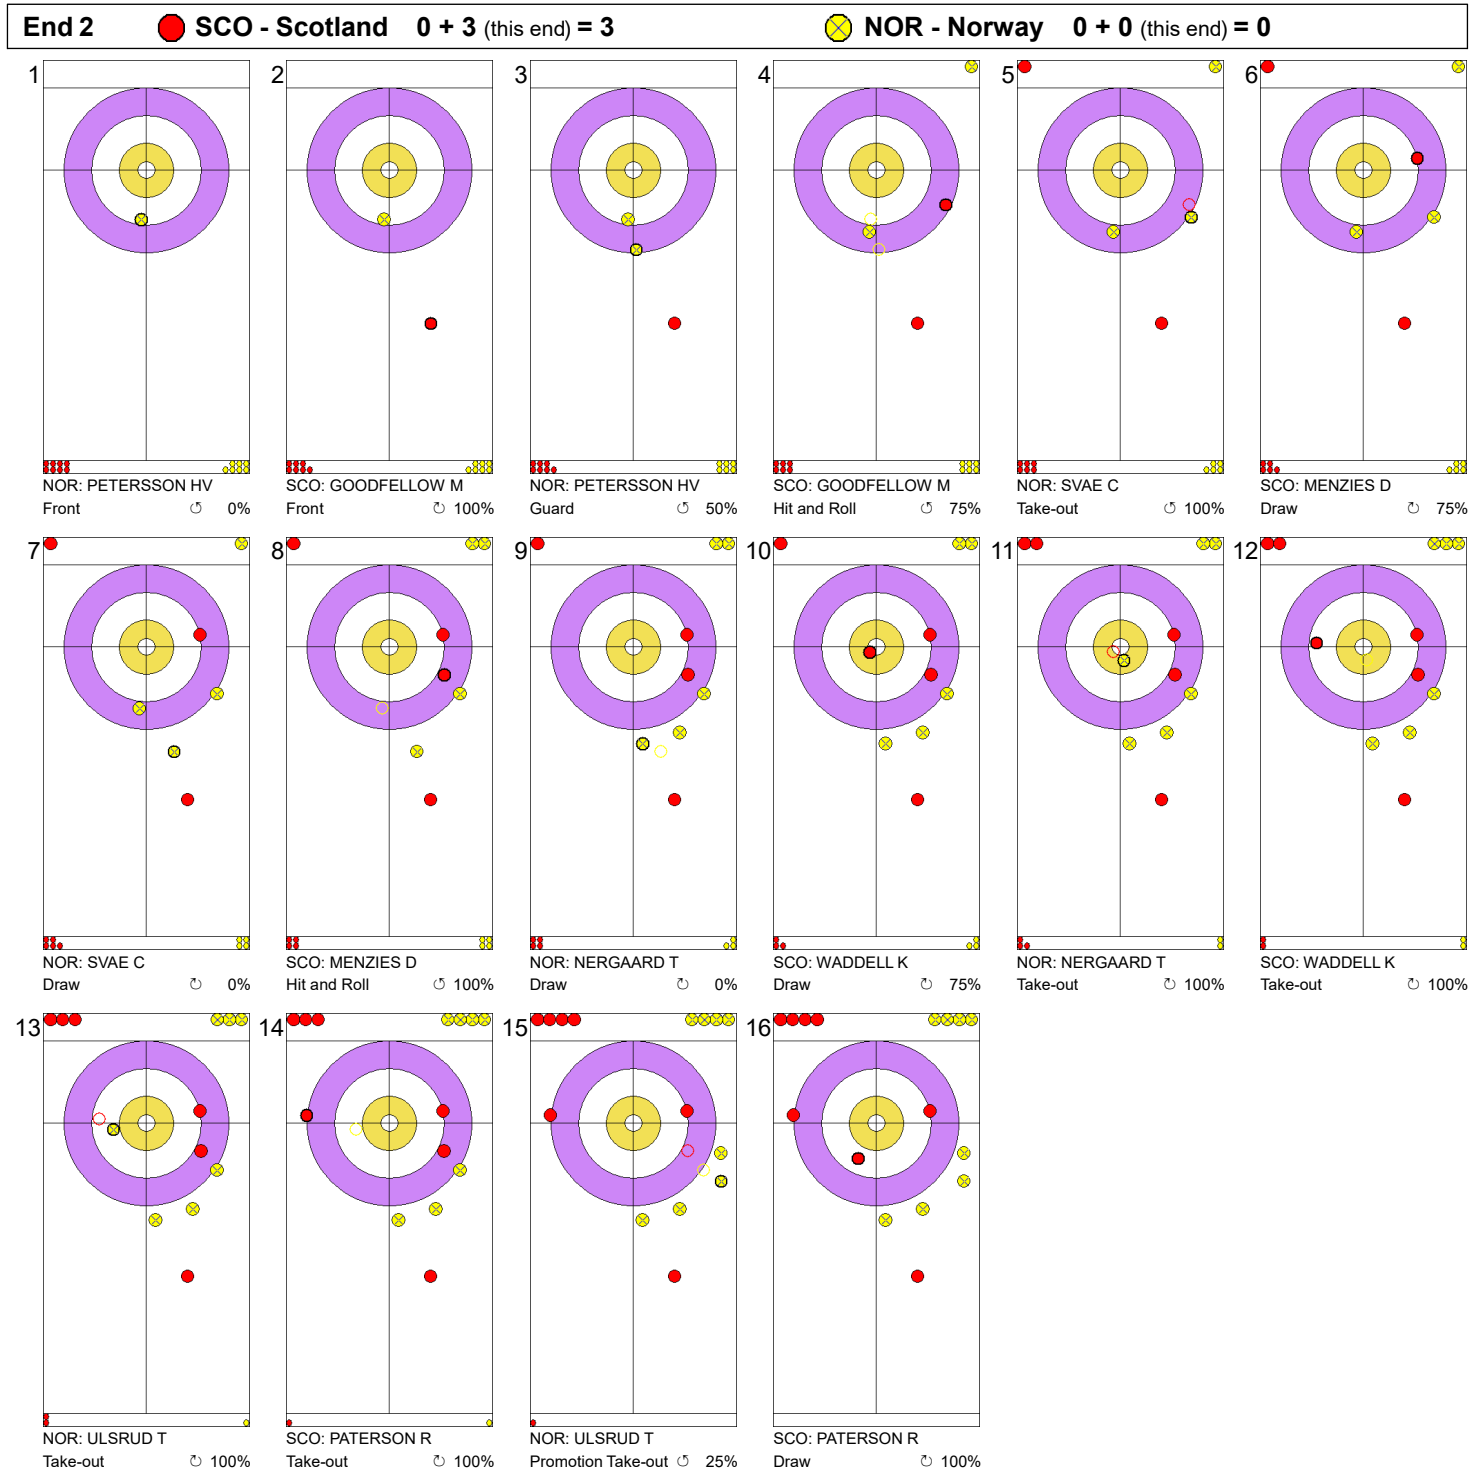 End 2 SCO - Scotland 0 + 3 (this end) = 3 NOR - Norway 0 + 0 (this end) = 0
1 2 3 4 5 6
NOR: PETERSSON HV SCO: GOODFELLOW M NOR: PETERSSON HV SCO: GOODFELLOW M NOR: SVAE C SCO: MENZIES D
Front 0% Front 100% Guard 50% Hit and Roll 75% Take-out 100% Draw 75%
7 8 9 10 11 12
NOR: SVAE C SCO: MENZIES D NOR: NERGAARD T SCO: WADDELL K NOR: NERGAARD T SCO: WADDELL K
Draw 0% Hit and Roll 100% Draw 0% Draw 75% Take-out 100% Take-out 100%
13 14 15 16
NOR: ULSRUD T SCO: PATERSON R NOR: ULSRUD T SCO: PATERSON R
Take-out 100% Take-out 100% Promotion Take-out 25% Draw 100%